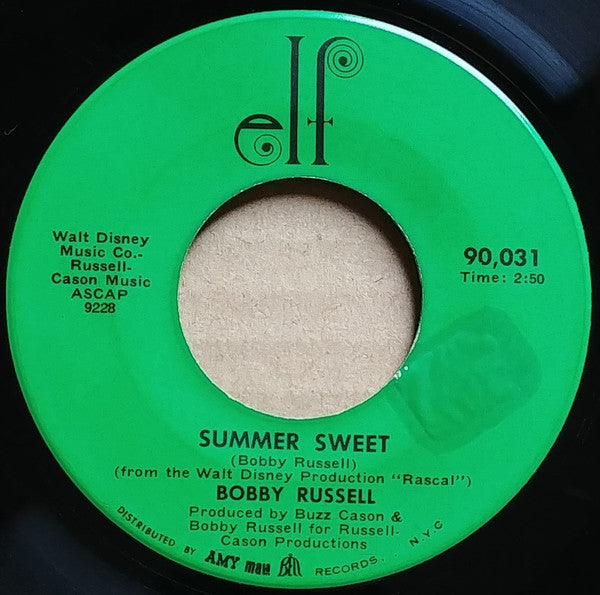 elf
Walt Disney
Music Co.-
Russell-
Cason Music
ASCAP
9228
90,031
Time: 2:50
SUMMER SWEET
(Bobby Russell)
(from the Walt Disney Production "Rascal")
BOBBY RUSSELL
Produced by Buzz Cason &
Bobby Russell for Russell-
Cason Productions
DISTRIBUTED BY AMY mala BELL RECORDS, N.Y.C